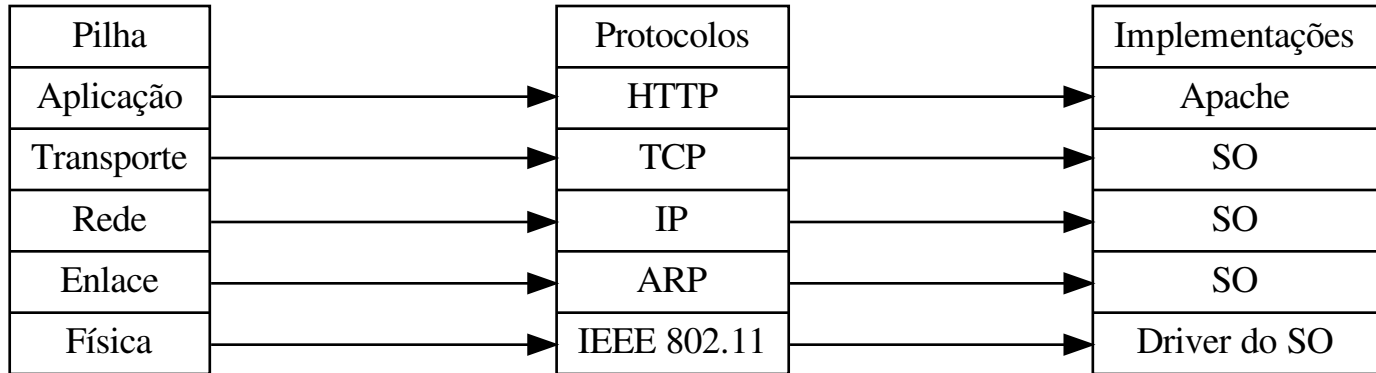 Pilha Protocolos Implementações
Aplicação HTTP Apache
Transporte TCP SO
Rede IP SO
Enlace ARP SO
Física IEEE 802.11 Driver do SO